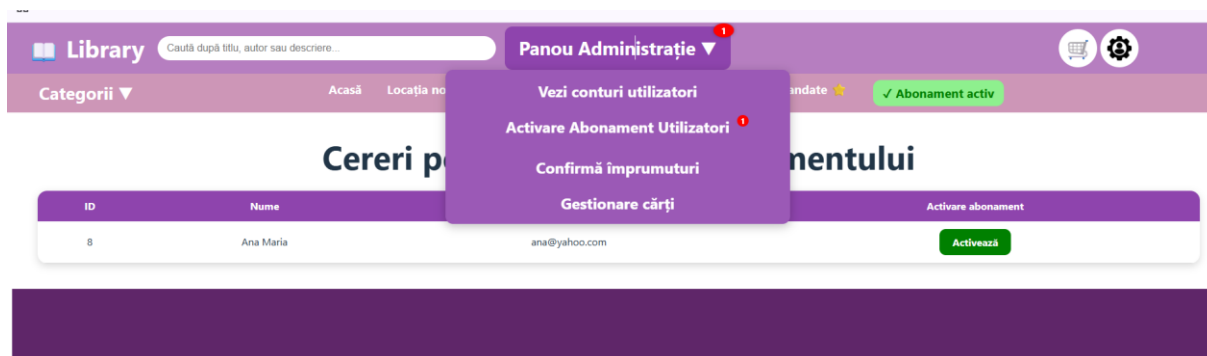 Library
Caută după titlu, autor sau descriere...
Panou Administrație ▼
1
Categorii ▼
Acasă
Locația no
andate
✓ Abonament activ
Vezi conturi utilizatori
Activare Abonament Utilizatori
1
Confirmă împrumuturi
Gestionare cărți
Cereri pe
mentului
ID
Nume
Activare abonament
8
Ana Maria
ana@yahoo.com
Activează